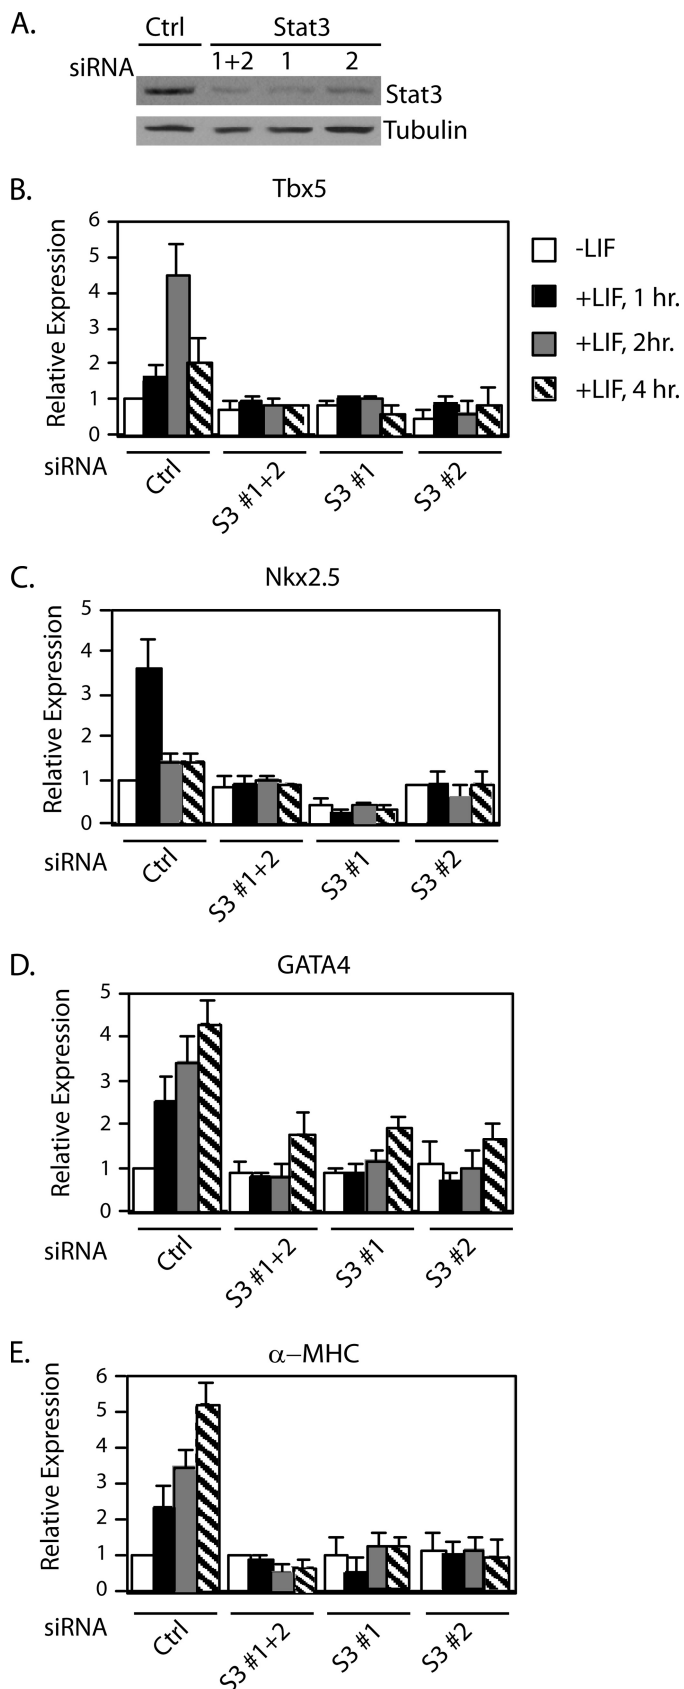 A.
Ctrl Stat3
siRNA 1+2 1 2
Stat3
Tubulin
B.
Tbx5
Relative Expression
6
5
4
3
2
1
0
siRNA
Ctrl
S3 #1+2
S3 #1
S3 #2
-LIF
+LIF, 1 hr.
+LIF, 2hr.
+LIF, 4 hr.
C.
Nkx2.5
Relative Expression
5
4
3
2
1
0
siRNA
Ctrl
S3 #1+2
S3 #1
S3 #2
D.
GATA4
Relative Expression
5
4
3
2
1
0
siRNA
Ctrl
S3 #1+2
S3 #1
S3 #2
E.
α–MHC
Relative Expression
6
5
4
3
2
1
0
siRNA
Ctrl
S3 #1+2
S3 #1
S3 #2